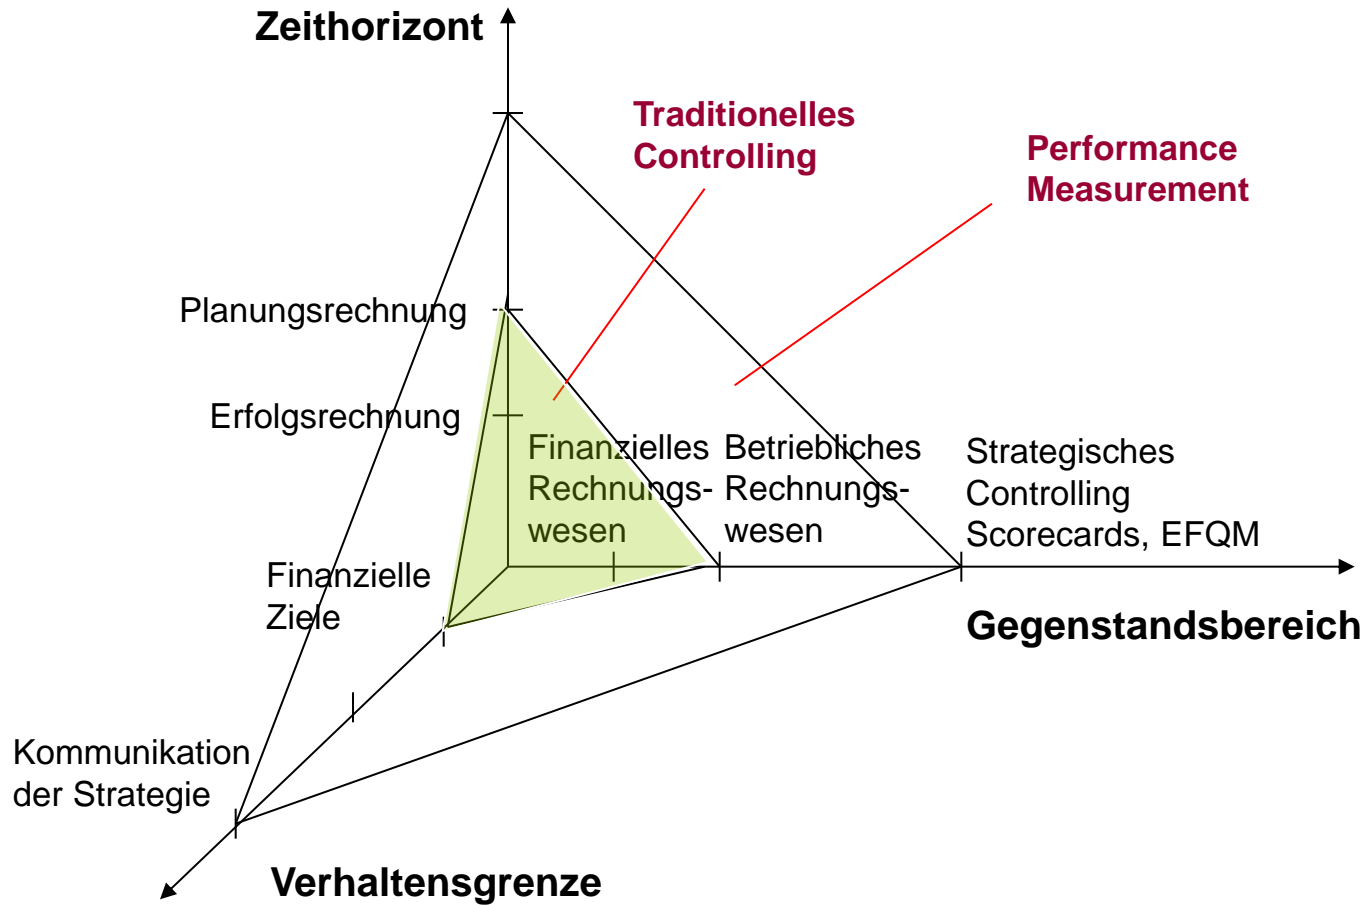 Zeithorizont
Traditionelles
Controlling
Performance
Measurement
Planungsrechnung
Erfolgsrechnung
Finanzielles
Rechnungs-
wesen
Betriebliches
Rechnungs-
wesen
Strategisches
Controlling
Scorecards, EFQM
Finanzielle
Ziele
Gegenstandsbereich
Kommunikation
der Strategie
Verhaltensgrenze